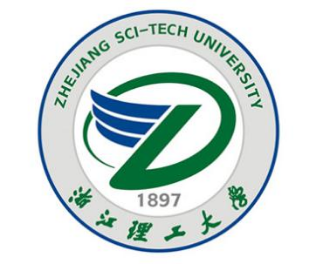 ZHEJIANG SCI-TECH UNIVERSITY
1897
浙江理工大学